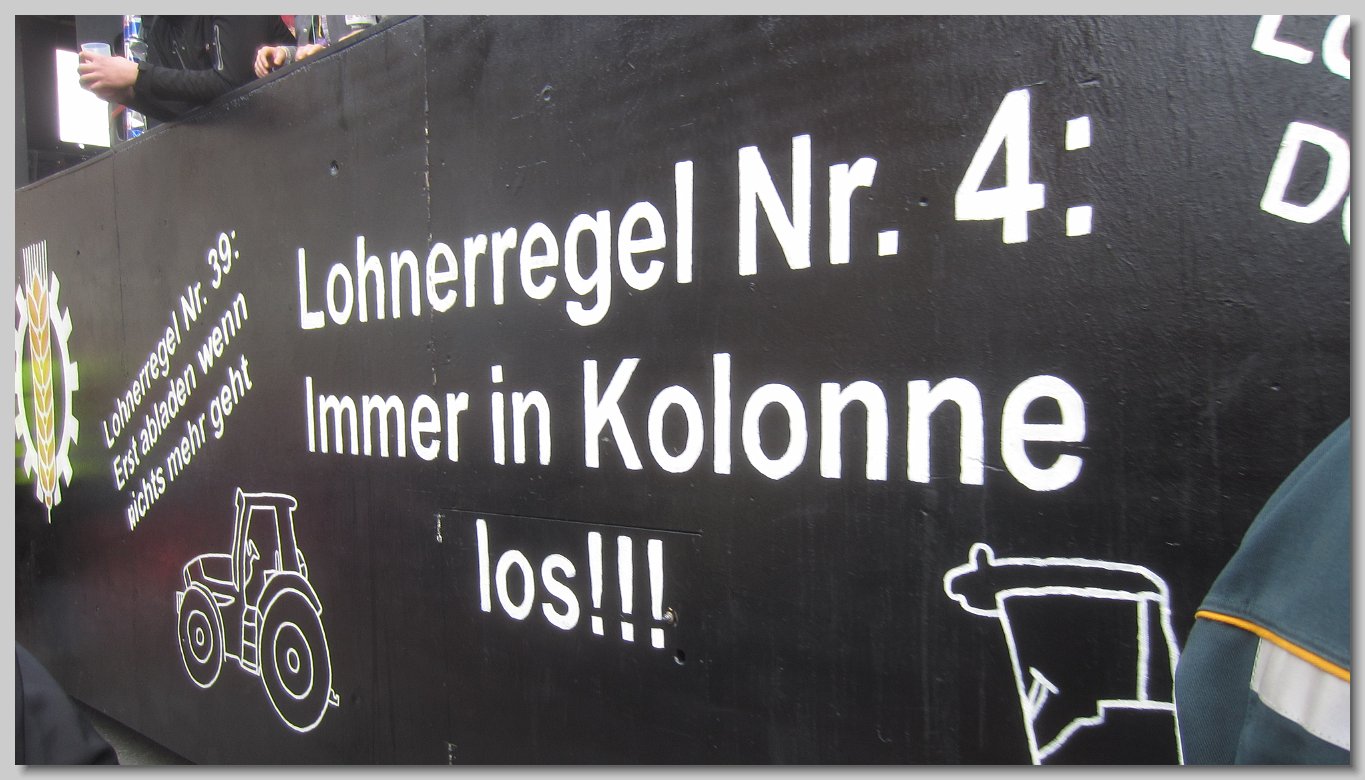 Lohnerregel Nr. 39:
Erst abladen wenn
nichts mehr geht
Lohnerregel Nr. 4:
Immer in Kolonne
los!!!